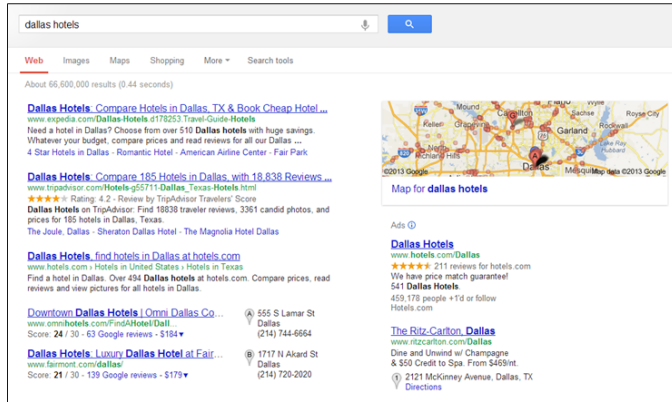 dallas hotels
Web Images Maps Shopping More Search tools
About 66,600,000 results (0.44 seconds)
Dallas Hotels: Compare Hotels in Dallas, TX & Book Cheap Hotel ...
www.expedia.com/Dallas-Hotels.d178253.Travel-Guide-Hotels
Need a hotel in Dallas? Choose from over 510 Dallas hotels with huge savings.
Whatever your budget, compare prices and read reviews for all our Dallas ...
4 Star Hotels in Dallas - Romantic Hotel - American Airline Center - Fair Park
Dallas Hotels: Compare 185 Hotels in Dallas, with 18,838 Reviews ...
www.tripadvisor.com/Hotels-g55711-Dallas_Texas-Hotels.html
Rating: 4.2 - Review by TripAdvisor Travelers' Score
Dallas Hotels on TripAdvisor: Find 18838 traveler reviews, 3361 candid photos, and
prices for 185 hotels in Dallas, Texas.
The Joule, Dallas - Sheraton Dallas Hotel - The Magnolia Hotel Dallas
Dallas Hotels, find hotels in Dallas at hotels.com
www.hotels.com › Hotels in United States › Hotels in Texas
Find a hotel in Dallas. Over 494 Dallas hotels at hotels.com. Compare prices, read
reviews and view pictures for all hotels in Dallas.
Downtown Dallas Hotels | Omni Dallas Co...
www.omnihotels.com/FindAHotel/Dall...
Score: 24 / 30 - 63 Google reviews - $184
A 555 S Lamar St
Dallas
(214) 744-6664
Dallas Hotels: Luxury Dallas Hotel at Fair...
www.fairmont.com/dallas/
Score: 21 / 30 - 139 Google reviews - $179
B 1717 N Akard St
Dallas
(214) 720-2020
Carrollton
Sachse
Royse City
Keller
Grapevine
Garland
Rockwall
Richland Hills
Ray Hubbard
Dallas
Mesquite
©2013 Google
Map data ©2013 Google
Map for dallas hotels
Ads
Dallas Hotels
www.hotels.com/Dallas
211 reviews for hotels.com
We have price match guarantee!
541 Dallas Hotels.
459,178 people +1'd or follow
Hotels.com
The Ritz-Carlton, Dallas
www.ritzcarlton.com/Dallas
Dine and Unwind w/ Champagne
& $50 Credit to Spa. From $469/nt.
1 2121 McKinney Avenue, Dallas, TX
Directions